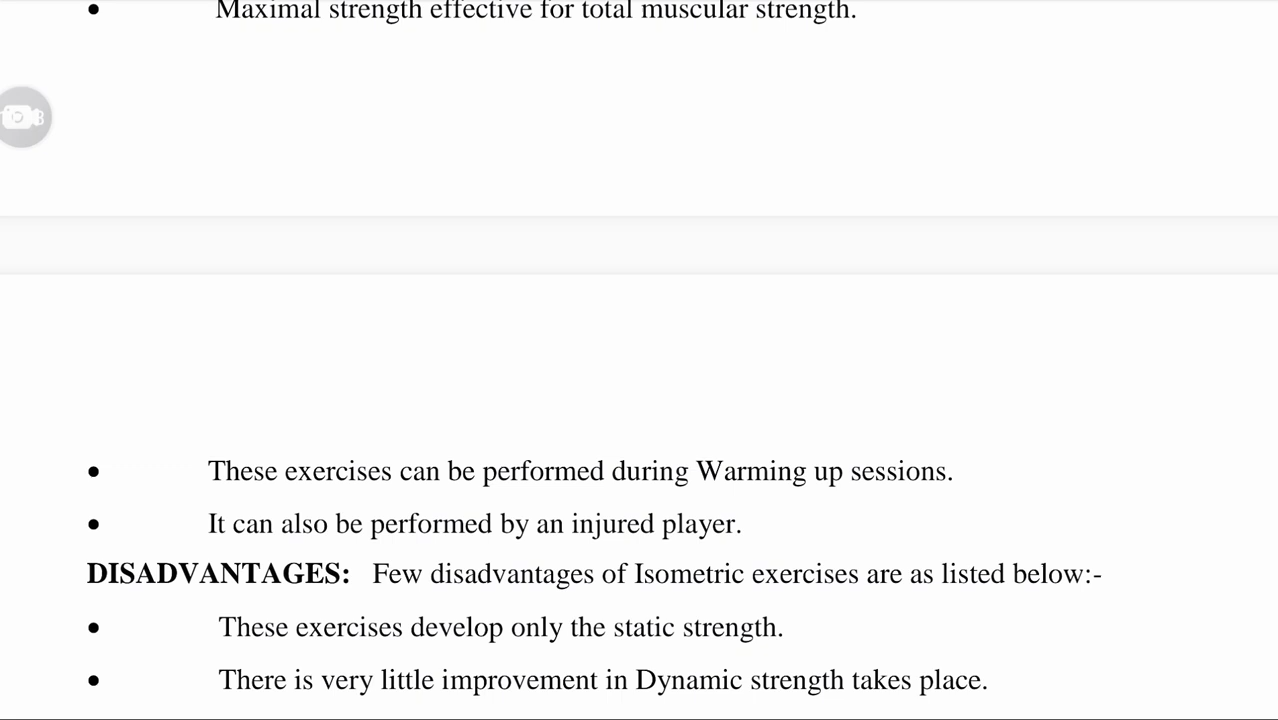 • Maximal strength effective for total muscular strength.
• These exercises can be performed during Warming up sessions.
• It can also be performed by an injured player.
DISADVANTAGES: Few disadvantages of Isometric exercises are as listed below:-
• These exercises develop only the static strength.
• There is very little improvement in Dynamic strength takes place.